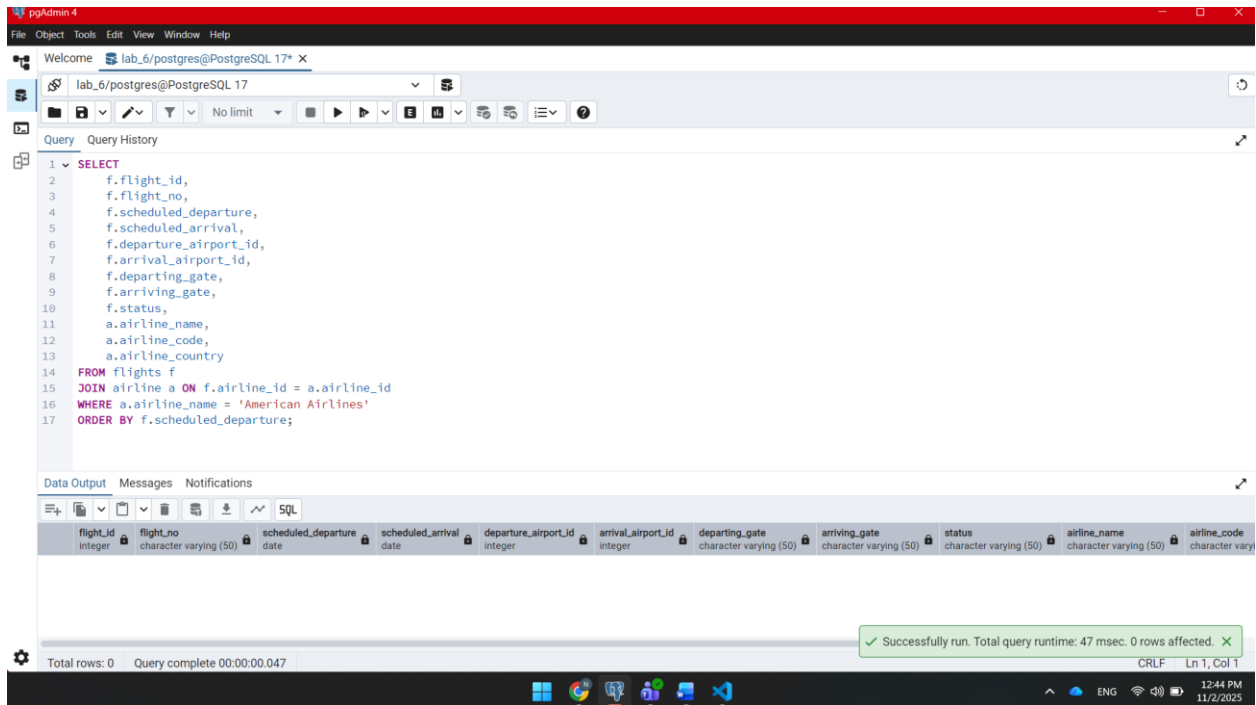 pgAdmin 4
File Object Tools Edit View Window Help
Welcome lab_6/postgres@PostgreSQL 17* X
lab_6/postgres@PostgreSQL 17
No limit
Query Query History
1 SELECT
2 f.flight_id,
3 f.flight_no,
4 f.scheduled_departure,
5 f.scheduled_arrival,
6 f.departure_airport_id,
7 f.arrival_airport_id,
8 f.departing_gate,
9 f.arriving_gate,
10 f.status,
11 a.airline_name,
12 a.airline_code,
13 a.airline_country
14 FROM flights f
15 JOIN airline a ON f.airline_id = a.airline_id
16 WHERE a.airline_name = 'American Airlines'
17 ORDER BY f.scheduled_departure;
Data Output Messages Notifications
SQL
flight_id flight_no scheduled_departure scheduled_arrival departure_airport_id arrival_airport_id departing_gate arriving_gate status airline_name airline_code
integer character varying (50) date date integer integer character varying (50) character varying (50) character varying (50) character varying (50) character varyi
Successfully run. Total query runtime: 47 msec. 0 rows affected. X
Total rows: 0 Query complete 00:00:00.047 CRLF Ln 1, Col 1
ENG 12:44 PM
11/2/2025